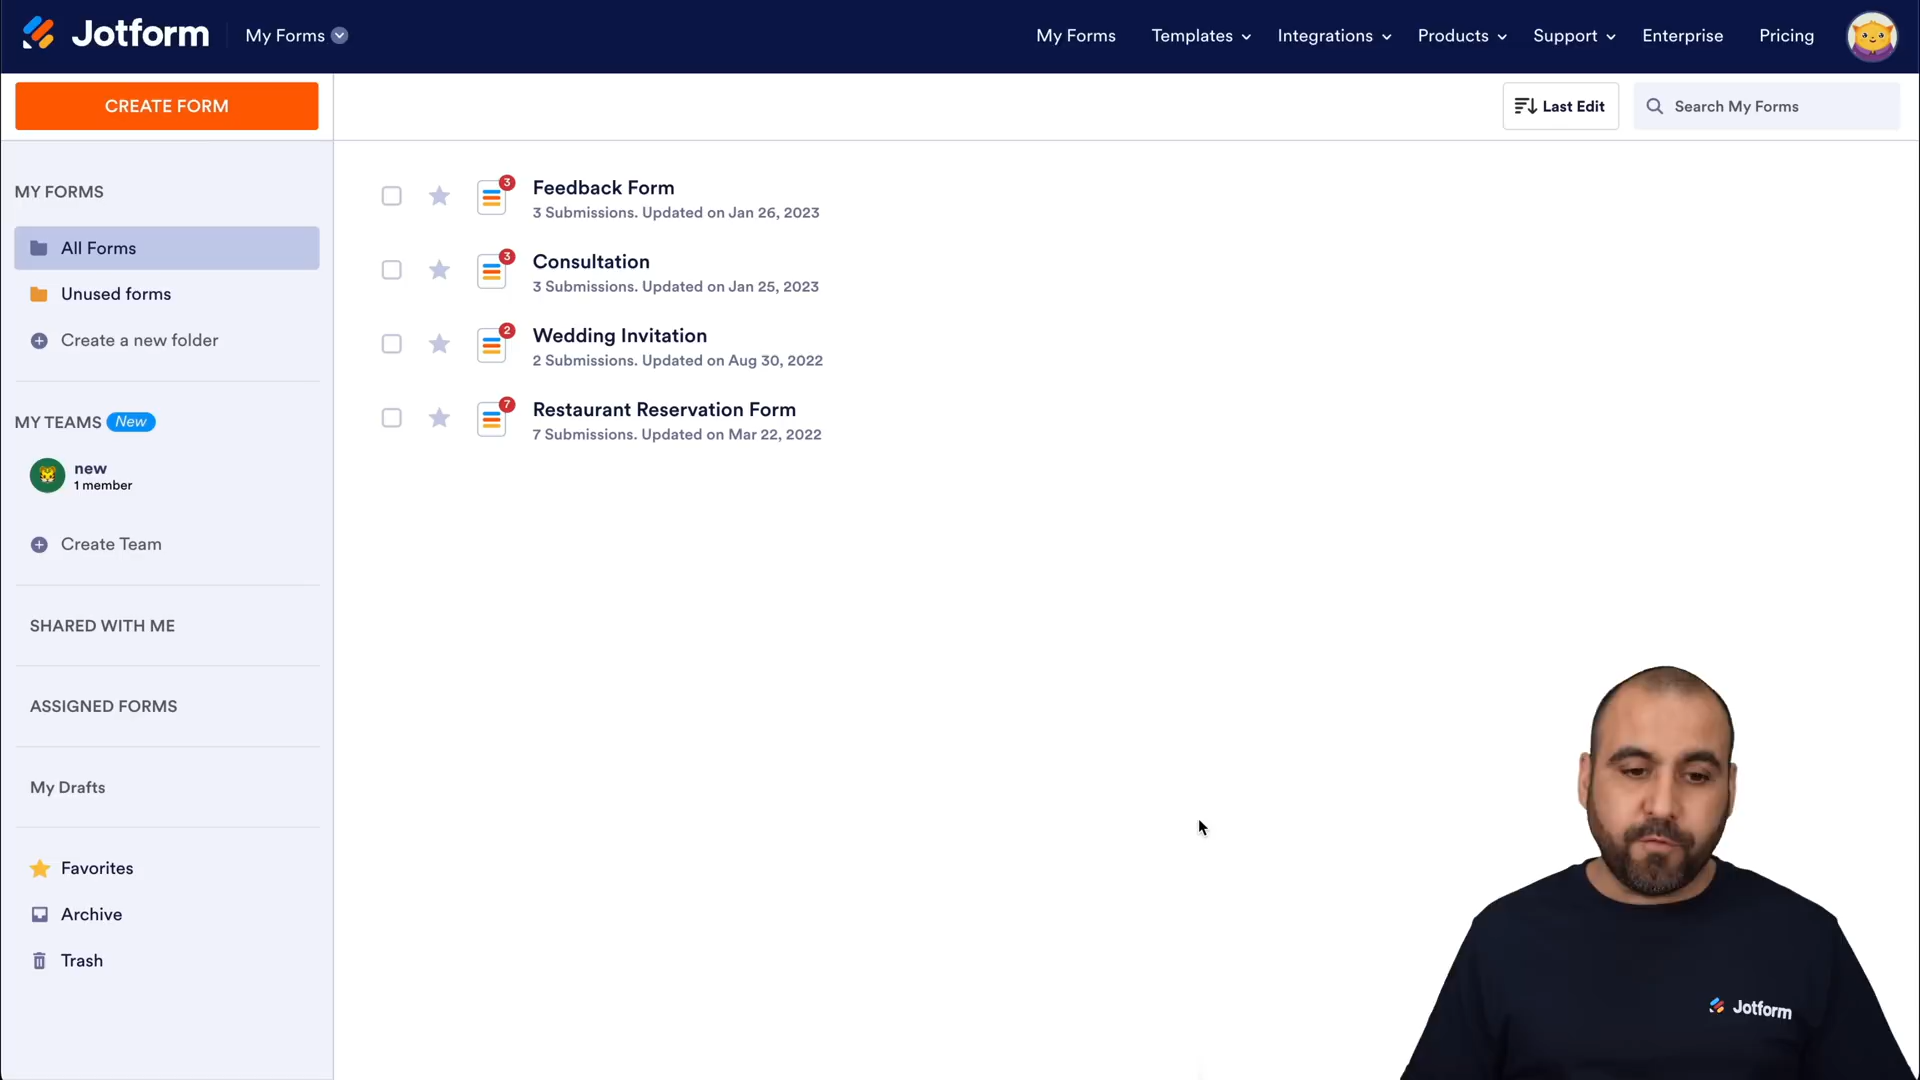 Jotform
My Forms
My Forms
Templates
Integrations
Products
Support
Enterprise
Pricing
CREATE FORM
Last Edit
Search My Forms
MY FORMS
All Forms
Unused forms
Create a new folder
MY TEAMS New
new
1 member
Create Team
SHARED WITH ME
ASSIGNED FORMS
My Drafts
Favorites
Archive
Trash
3
Feedback Form
3 Submissions. Updated on Jan 26, 2023
3
Consultation
3 Submissions. Updated on Jan 25, 2023
2
Wedding Invitation
2 Submissions. Updated on Aug 30, 2022
7
Restaurant Reservation Form
7 Submissions. Updated on Mar 22, 2022
Jotform